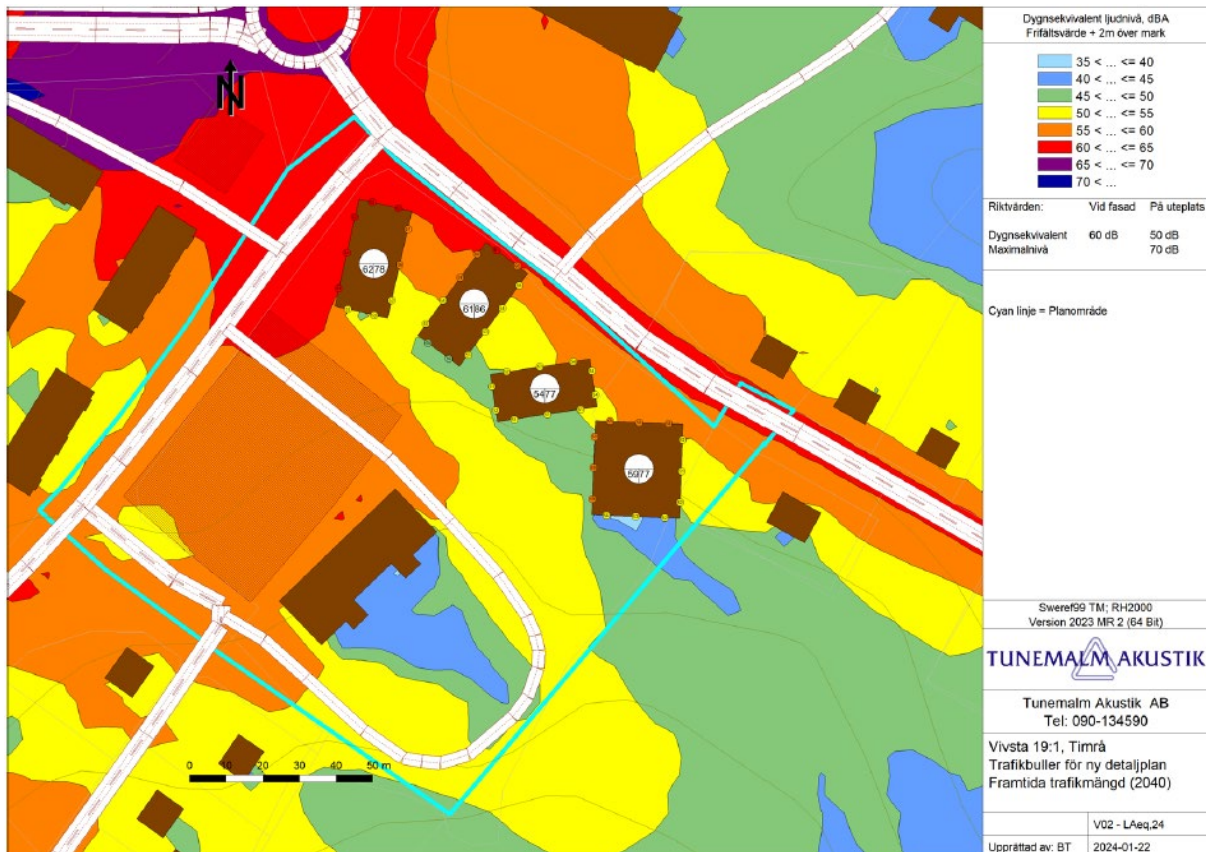 N
6278
6186
5477
5977
0 10 20 30 40 50 m
Dygnsekvivalent ljudnivå, dBA
Frifältsvärde + 2m över mark
35 < ... <= 40
40 < ... <= 45
45 < ... <= 50
50 < ... <= 55
55 < ... <= 60
60 < ... <= 65
65 < ... <= 70
70 < ...
Riktvärden: Vid fasad På uteplats
Dygnsekvivalent 60 dB 50 dB
Maximalnivå 70 dB
Cyan linje = Planområde
Sweref99 TM; RH2000
Version 2023 MR 2 (64 Bit)
TUNEMALM AKUSTIK
Tunemalm Akustik AB
Tel: 090-134590
Vivsta 19:1, Timrå
Trafikbuller för ny detaljplan
Framtida trafikmängd (2040)
V02 - LAeq,24
Upprättad av: BT 2024-01-22